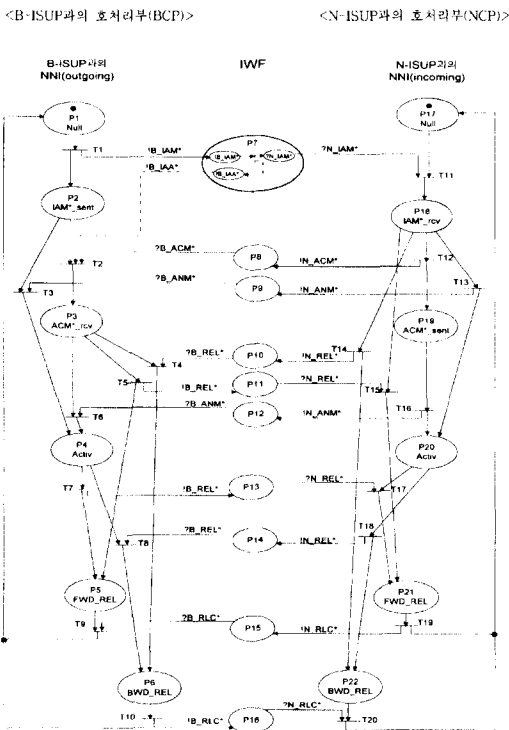 <B-ISUP과의 호처리부(BCP)>
<N-ISUP과의 호처리부(NCP)>
B-ISUP과의
NNI(outgoing)
IWF
N-ISUP과의
NNI(incoming)
P1
Null
P17
Null
T1
!B_IAM*
!B_IAA*
P7
!B_IAM*
?N_IAM*
?N_IAM*
T11
P2
IAM*_sent
P18
IAM*_rcv
T2
?B_ACM*
P8
!N_ACM*
T12
T3
?B_ANM*
P9
!N_ANM*
T13
P3
ACM*_rcv
P19
ACM*_sent
T4
?B_REL*
P10
!N_REL*
T14
T5
!B_REL*
P11
?N_REL*
T15
T6
?B_ANM*
P12
!N_ANM*
T16
P4
Activ
P20
Activ
T7
!B_REL*
P13
?N_REL*
T17
T8
?B_REL*
P14
!N_REL*
T18
P5
FWD_REL
P21
FWD_REL
T9
?B_RLC*
P15
!N_RLC*
T19
P6
BWD_REL
P22
BWD_REL
T10
!B_RLC*
P16
?N_RLC*
T20